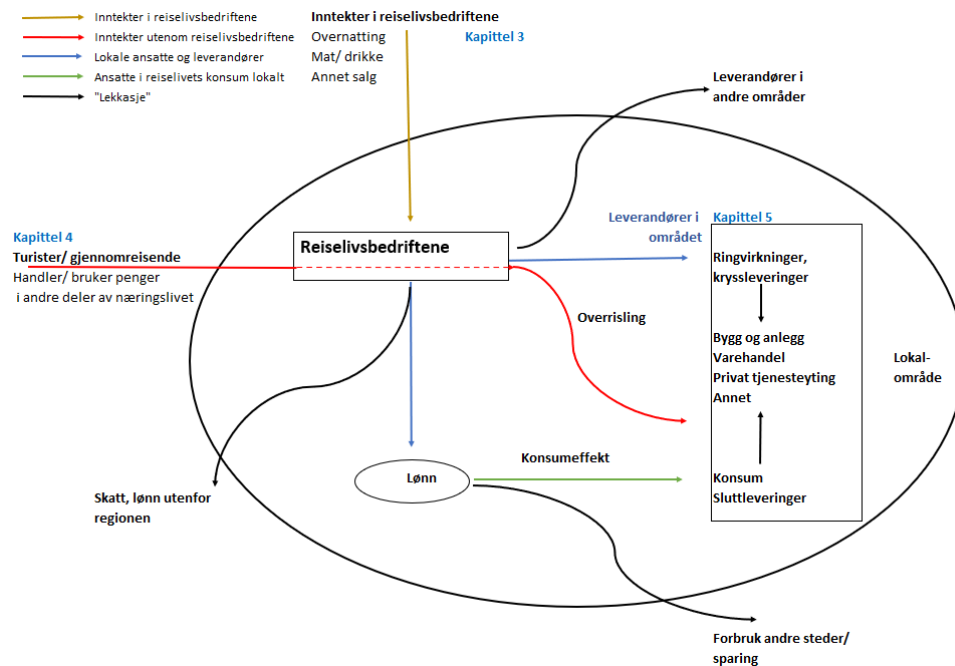 Inntekter i reiselivsbedriftene
Inntekter utenom reiselivsbedriftene
Lokale ansatte og leverandører
Ansatte i reiselivets konsum lokalt
"Lekkasje"
Inntekter i reiselivsbedriftene
Overnatting
Kapittel 3
Mat/ drikke
Annet salg
Leverandører i
andre områder
Leverandører i
området
Kapittel 5
Kapittel 4
Turister/ gjennomreisende
Handler/ bruker penger
i andre deler av næringslivet
Reiselivsbedriftene
Ringvirkninger,
kryssleveringer
Overrisling
Bygg og anlegg
Varehandel
Privat tjenesteyting
Annet
Lokal-
område
Konsumeffekt
Lønn
Konsum
Sluttleveringer
Skatt, lønn utenfor
regionen
Forbruk andre steder/
sparing